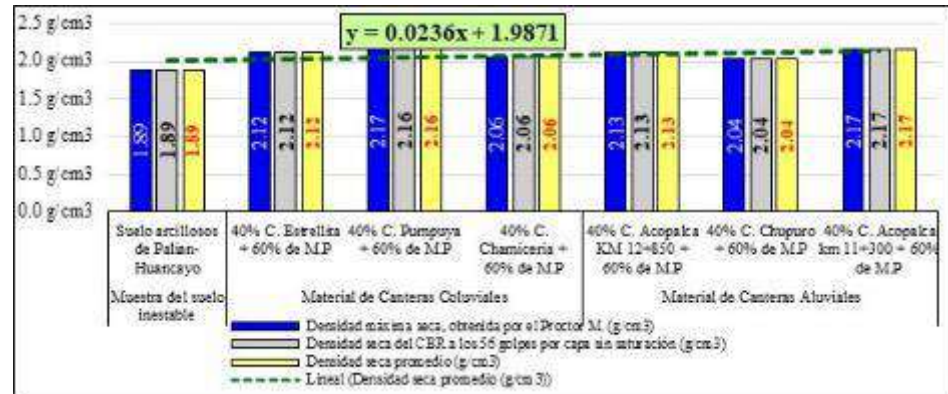 2.5 g/cm3
2.0 g/cm3
1.5 g/cm3
1.0 g/cm3
0.5 g/cm3
0.0 g/cm3
y = 0.0236x + 1.9871
1.89 1.89 1.89
2.12 2.12 2.12
2.17 2.16 2.16
2.06 2.06 2.06
2.13 2.13 2.13
2.04 2.04 2.04
2.17 2.17 2.17
Suelo arcillosos de Palian-Huancayo
40% C. Estrellita + 60% de M.P
40% C. Pumpuya + 60% de M.P
40% C. Chamiceria + 60% de M.P
40% C. Acopalca KM 12+850 + 60% de M.P
40% C. Chupuro + 60% de M.P
40% C. Acopalca km 11+300 + 60% de M.P
Muestra del suelo inestable
Material de Canteras Coluviales
Material de Canteras Aluviales
Densidad máxima seca, obtenida por el Proctor M. (g/cm3)
Densidad seca del CBR a los 56 golpes por capa sin saturación (g/cm3)
Densidad seca promedio (g/cm3)
Lineal (Densidad seca promedio (g/cm3))